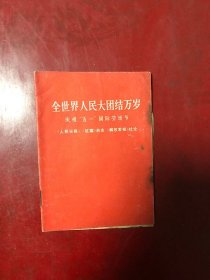 全世界人民大团结万岁
庆祝“五一”国际劳动节
《人民日报》《红旗》杂志《解放军报》社论